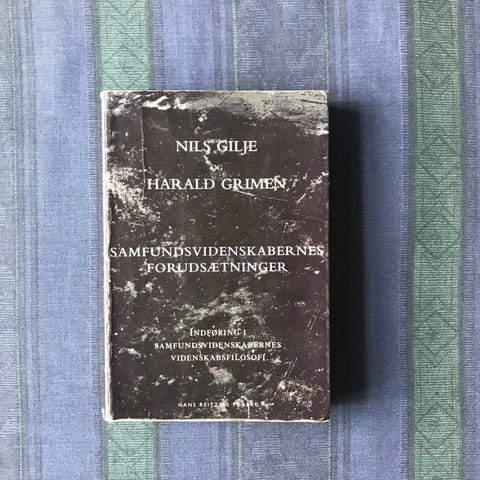 NILS GILJE
OG
HARALD GRIMEN
SAMFUNDSVIDENSKABERNES
FORUDSÆTNINGER
INDFØRING I
SAMFUNDSVIDENSKABERNES
VIDENSKABSFILOSOFI
HANS REITZELS FORLAG